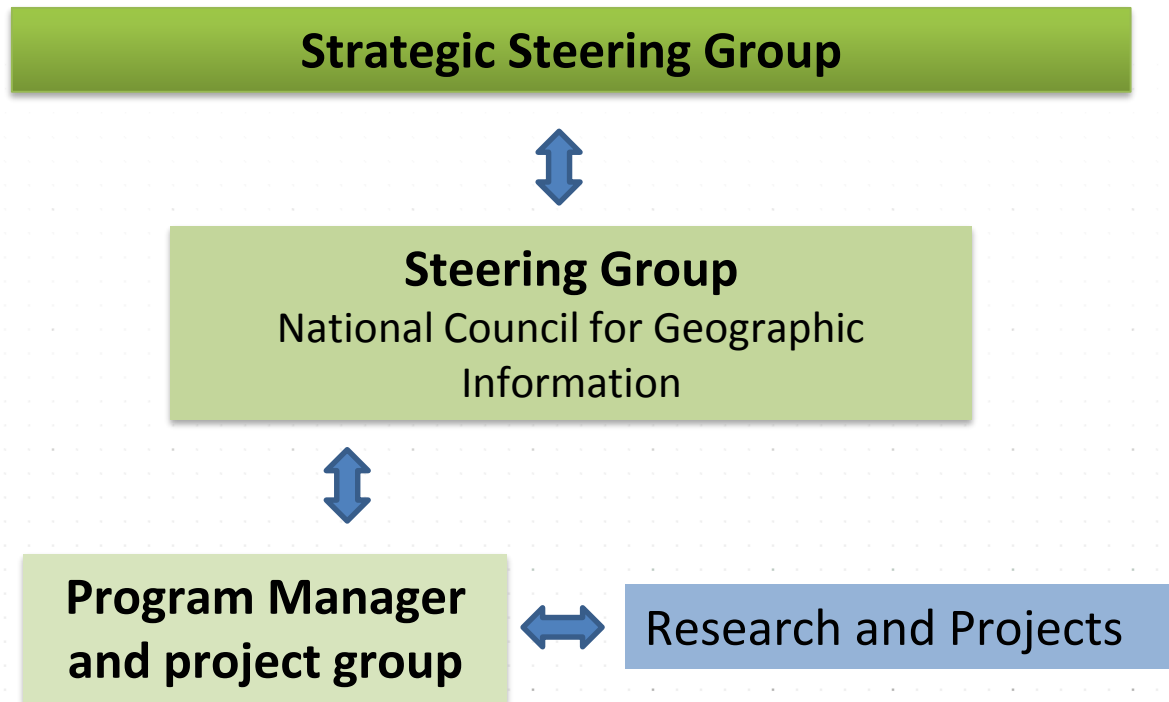 Strategic Steering Group
Steering Group
National Council for Geographic
Information
Program Manager
and project group
Research and Projects